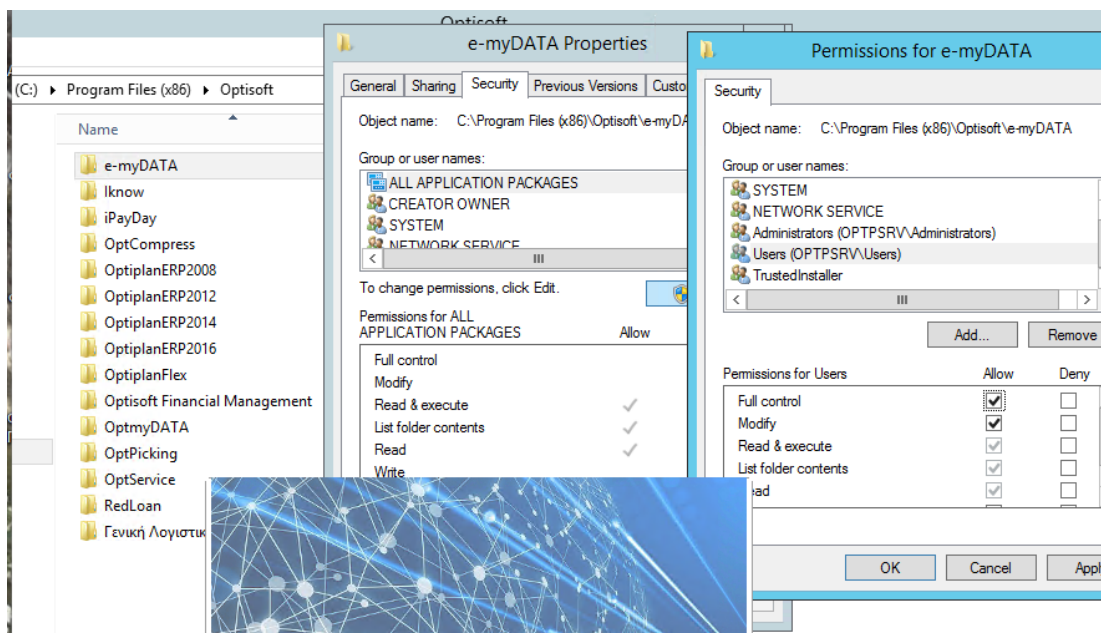 Optisoft
(C:) Program Files (x86) Optisoft
Name
e-myDATA
Iknow
iPayDay
OptCompress
OptiplanERP2008
OptiplanERP2012
OptiplanERP2014
OptiplanERP2016
OptiplanFlex
Optisoft Financial Management
OptmyDATA
OptPicking
OptService
RedLoan
Γενική Λογιστικ
e-myDATA Properties
General Sharing Security Previous Versions Custo
Object name: C:\Program Files (x86)\Optisoft\e-myDA
Group or user names:
ALL APPLICATION PACKAGES
CREATOR OWNER
SYSTEM
NETWORK SERVICE
To change permissions, click Edit.
Permissions for ALL
APPLICATION PACKAGES Allow
Full control
Modify
Read & execute
List folder contents
Read
Write
Permissions for e-myDATA
Security
Object name: C:\Program Files (x86)\Optisoft\e-myDATA
Group or user names:
SYSTEM
NETWORK SERVICE
Administrators (OPTPSRV\Administrators)
Users (OPTPSRV\Users)
TrustedInstaller
Add... Remove
Permissions for Users Allow Deny
Full control
Modify
Read & execute
List folder contents
ead
OK Cancel Appl